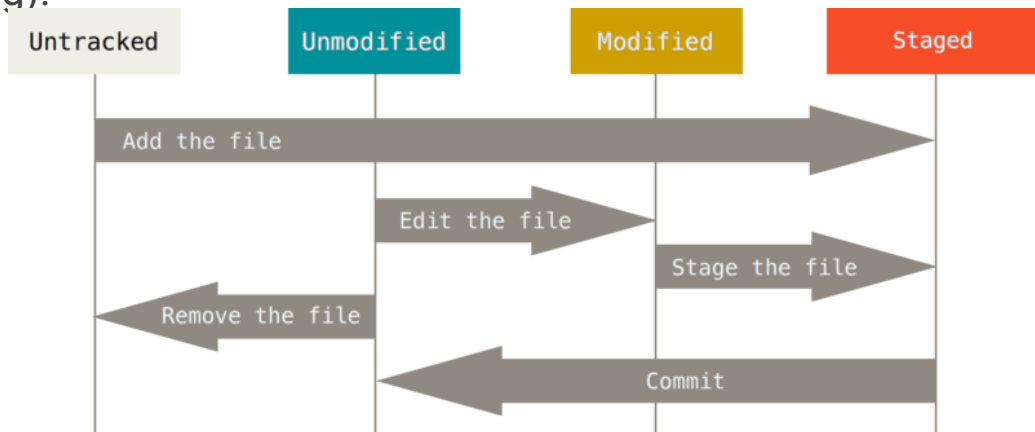 g).
Untracked
Unmodified
Modified
Staged
Add the file
Edit the file
Stage the file
Remove the file
Commit